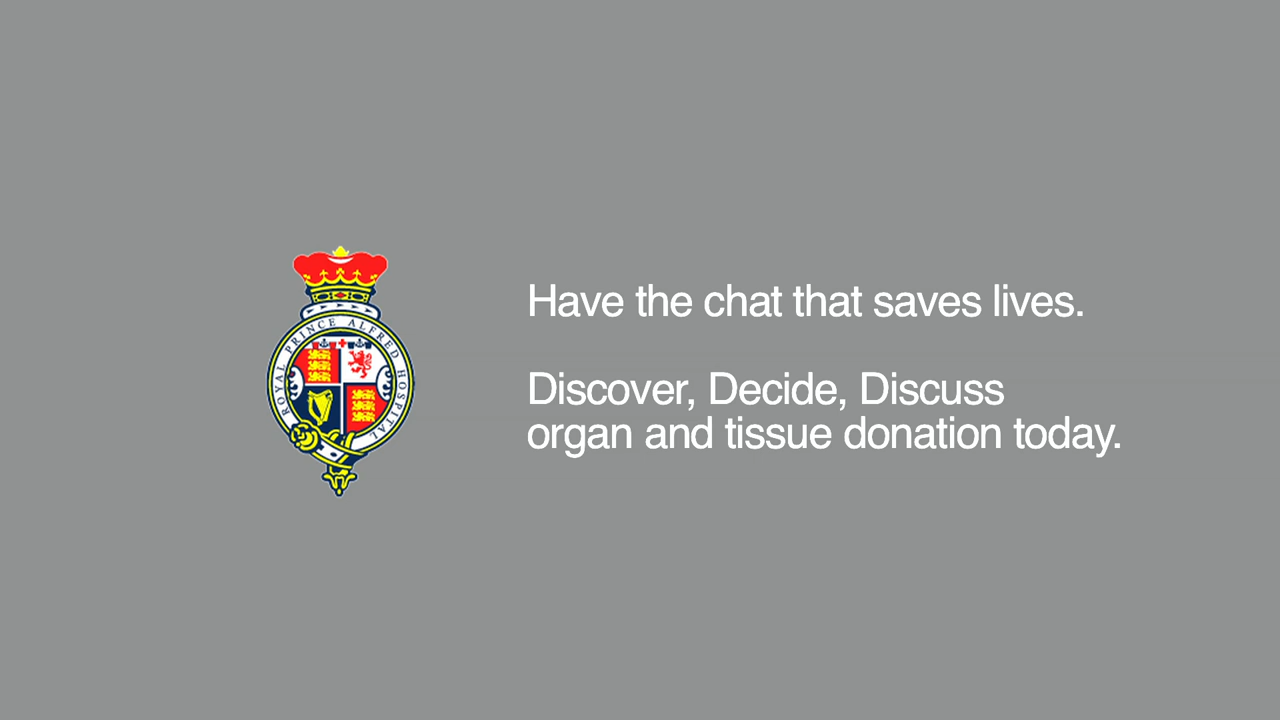 ROYAL PRINCE ALFRED HOSPITAL
Have the chat that saves lives.
Discover, Decide, Discuss
organ and tissue donation today.